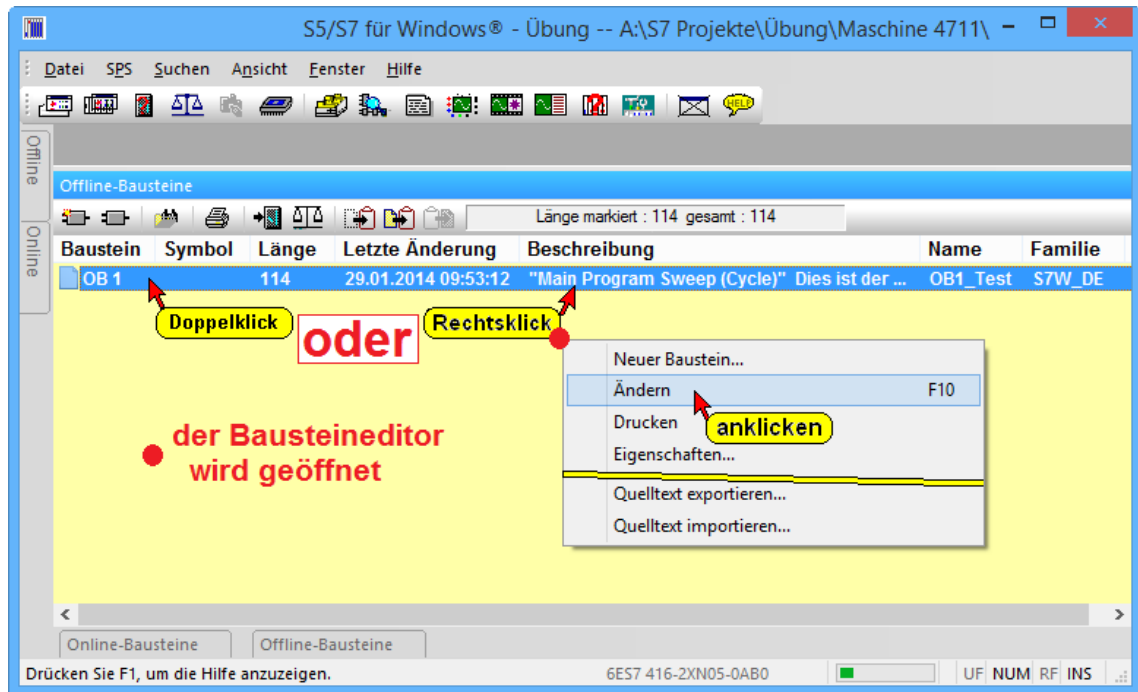 S5/S7 für Windows® - Übung -- A:\S7 Projekte\Übung\Maschine 4711\
Datei SPS Suchen Ansicht Fenster Hilfe
HELP
Offline
Online
Offline-Bausteine
Länge markiert : 114 gesamt : 114
Baustein Symbol Länge Letzte Änderung Beschreibung Name Familie
OB 1 114 29.01.2014 09:53:12 "Main Program Sweep (Cycle)" Dies ist der ... OB1_Test S7W_DE
Doppelklick
oder
Rechtsklick
Neuer Baustein...
Ändern F10
Drucken
anklicken
Eigenschaften...
Quelltext exportieren...
Quelltext importieren...
der Bausteineditor
wird geöffnet
Online-Bausteine Offline-Bausteine
Drücken Sie F1, um die Hilfe anzuzeigen. 6ES7 416-2XN05-0AB0 UF NUM RF INS